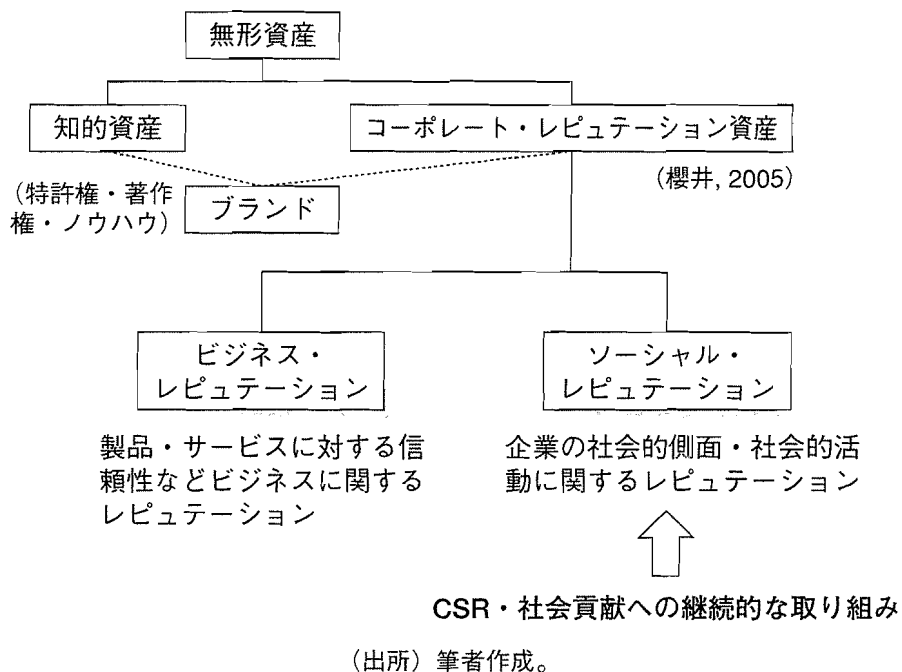 無形資産
知的資産
コーポレート・レピュテーション資産
(櫻井, 2005)
(特許権・著作
権・ノウハウ)
ブランド
ビジネス・
レピュテーション
ソーシャル・
レピュテーション
製品・サービスに対する信
頼性などビジネスに関する
レピュテーション
企業の社会的側面・社会的活
動に関するレピュテーション
CSR・社会貢献への継続的な取り組み
(出所) 筆者作成。